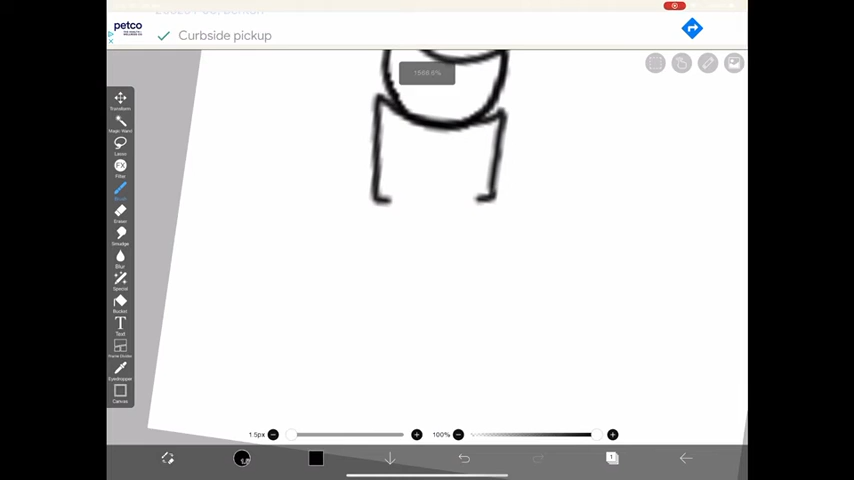 petco
Curbside pickup
1566.6%
Transform
Magic Wand
Lasso
FX
Filter
Brush
Eraser
Smudge
Blur
Special
Bucket
T
Text
Frame Divider
Eyedropper
Canvas
1.5px
100%
1